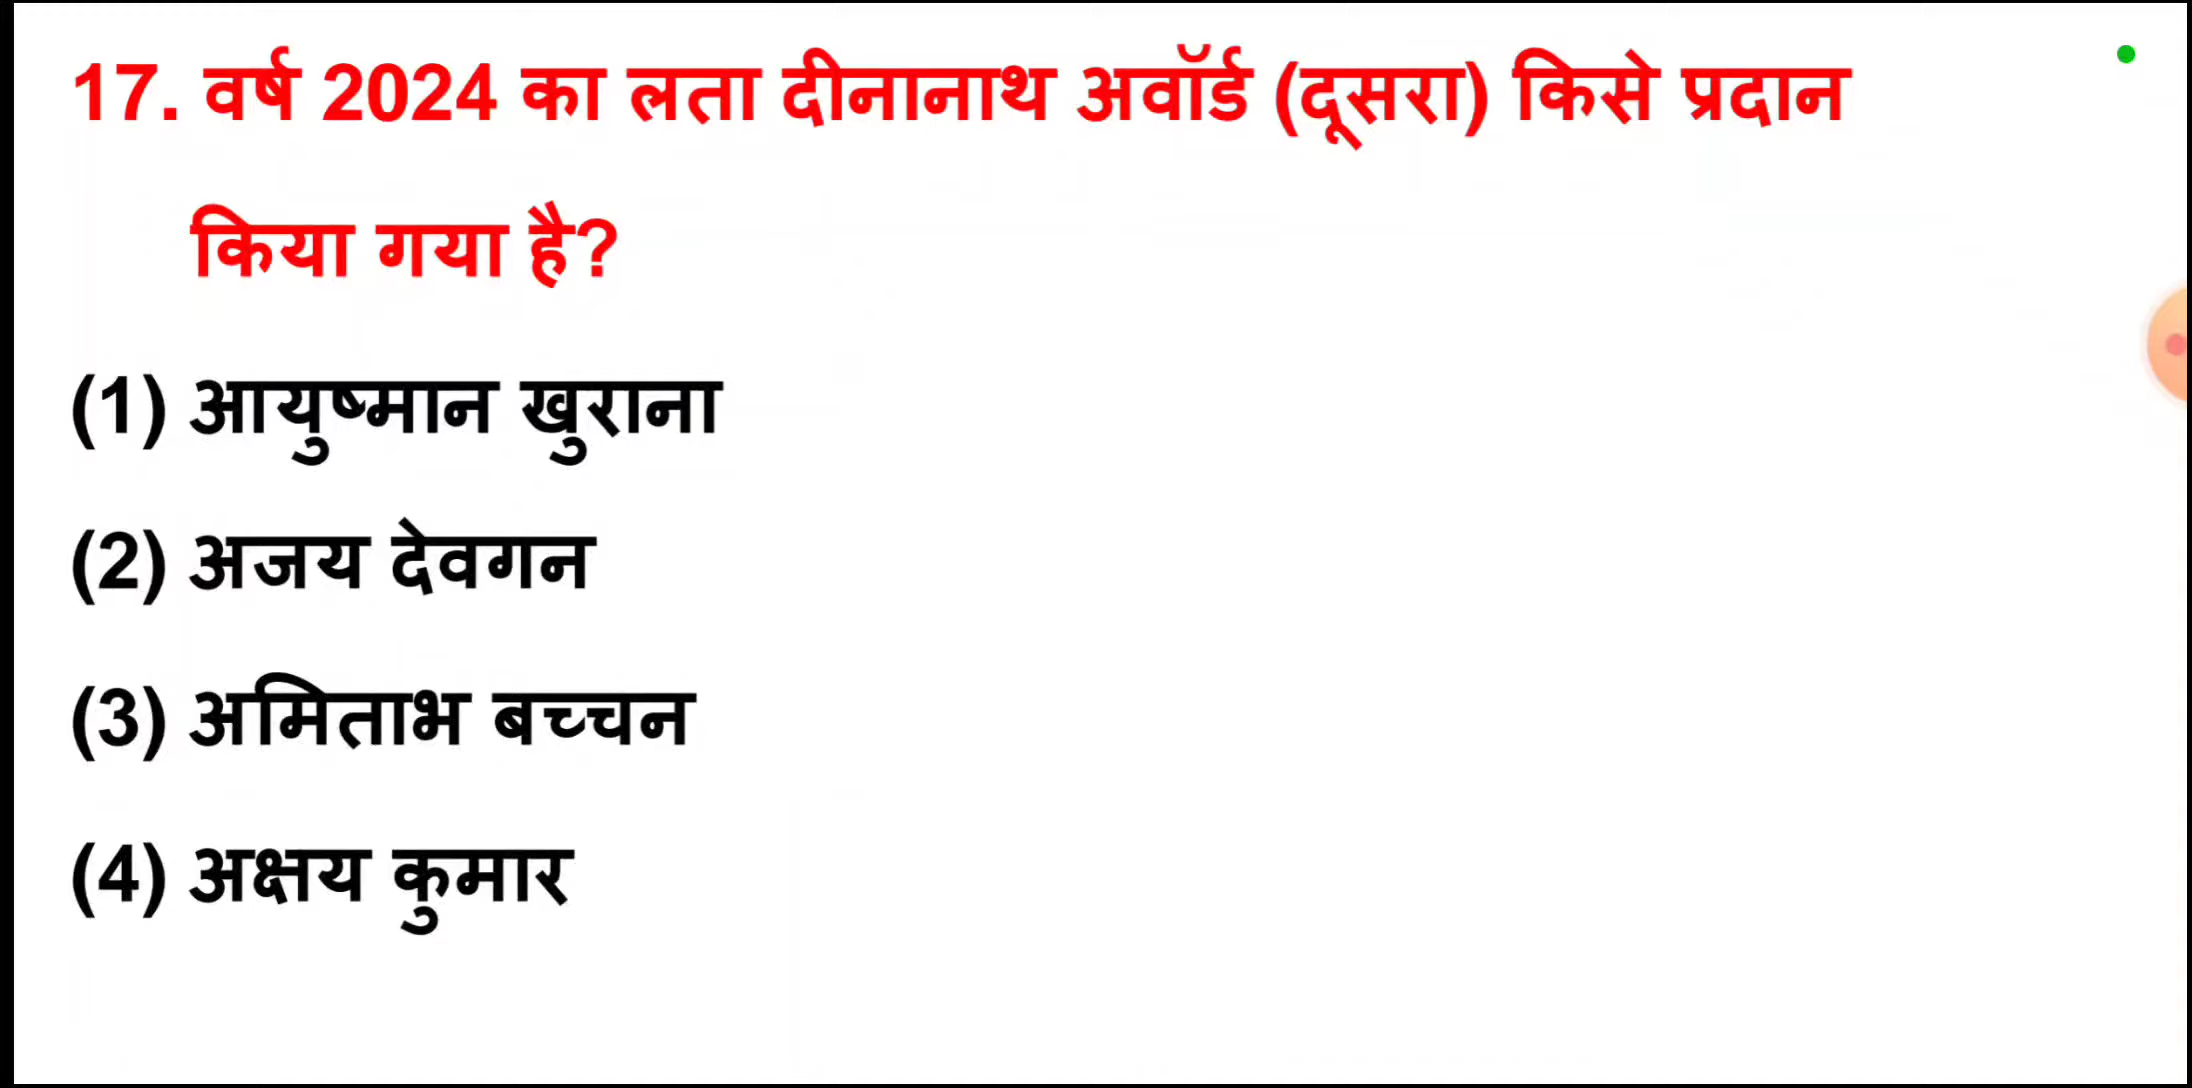 17. वर्ष 2024 का लता दीनानाथ अवॉर्ड (दूसरा) किसे प्रदान
किया गया है?
(1) आयुष्मान खुराना
(2) अजय देवगन
(3) अमिताभ बच्चन
(4) अक्षय कुमार